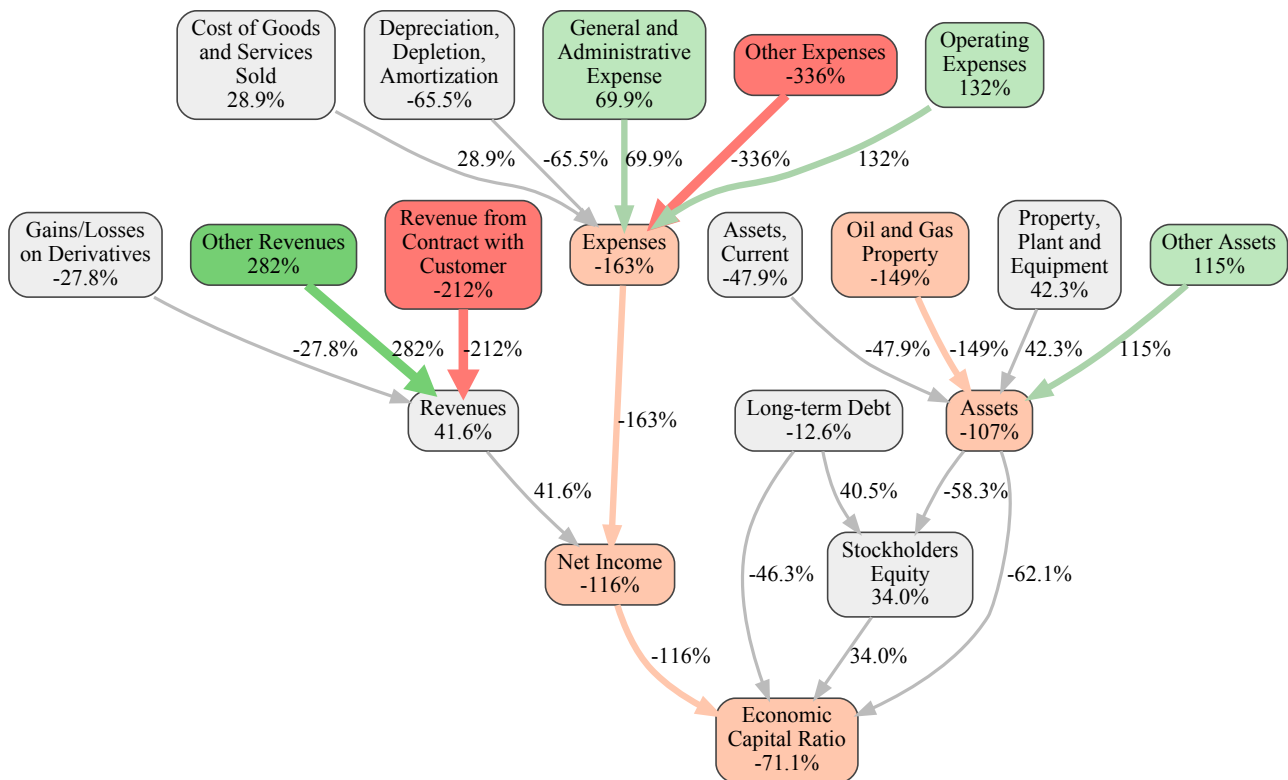 Cost of Goods
and Services
Sold
28.9%
Depreciation,
Depletion,
Amortization
-65.5%
General and
Administrative
Expense
69.9%
Other Expenses
-336%
Operating
Expenses
132%
28.9%
-65.5%
69.9%
-336%
132%
Gains/Losses
on Derivatives
-27.8%
Other Revenues
282%
Revenue from
Contract with
Customer
-212%
Expenses
-163%
Assets,
Current
-47.9%
Oil and Gas
Property
-149%
Property,
Plant and
Equipment
42.3%
Other Assets
115%
-27.8%
282%
-212%
-47.9%
-149%
42.3%
115%
Revenues
41.6%
-163%
Long-term Debt
-12.6%
Assets
-107%
41.6%
40.5%
-58.3%
Net Income
-116%
-46.3%
Stockholders
Equity
34.0%
-62.1%
-116%
34.0%
Economic
Capital Ratio
-71.1%